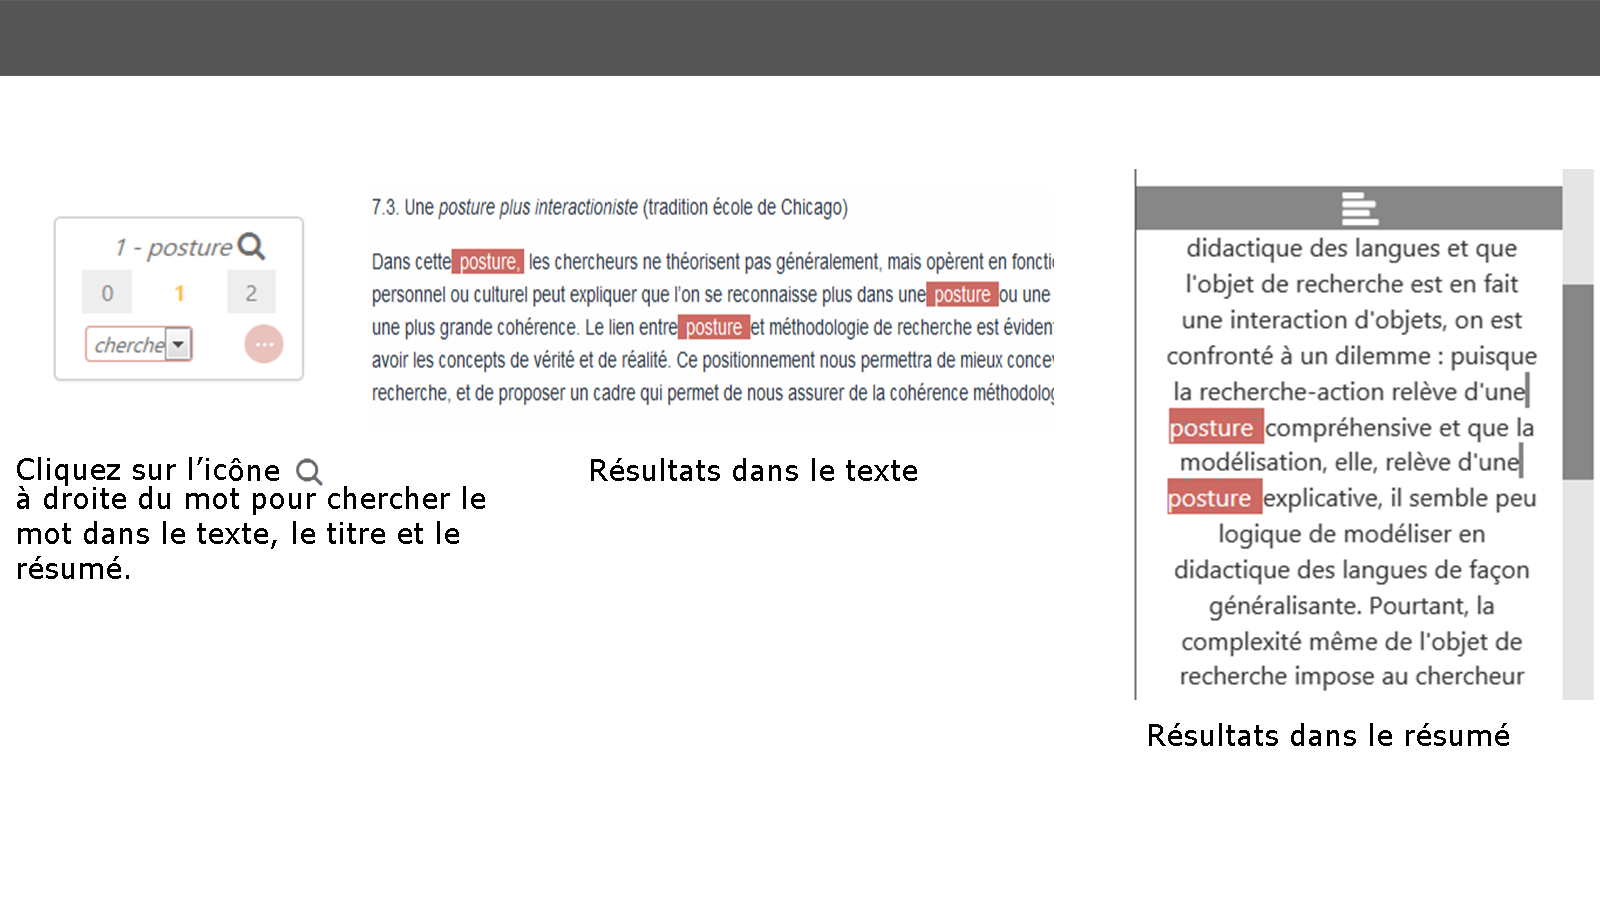 1 - posture
0 1 2
cherche
Cliquez sur l’icône
à droite du mot pour chercher le
mot dans le texte, le titre et le
résumé.
7.3. Une posture plus interactioniste (tradition école de Chicago)
Dans cette posture, les chercheurs ne théorisent pas généralement, mais opèrent en foncti
personnel ou culturel peut expliquer que l’on se reconnaisse plus dans une posture ou une
une plus grande cohérence. Le lien entre posture et méthodologie de recherche est éviden
avoir les concepts de vérité et de réalité. Ce positionnement nous permettra de mieux conce
recherche, et de proposer un cadre qui permet de nous assurer de la cohérence méthodolo
Résultats dans le texte
didactique des langues et que
l'objet de recherche est en fait
une interaction d'objets, on est
confronté à un dilemme : puisque
la recherche-action relève d'une
posture compréhensive et que la
modélisation, elle, relève d'une
posture explicative, il semble peu
logique de modéliser en
didactique des langues de façon
généralisante. Pourtant, la
complexité même de l'objet de
recherche impose au chercheur
Résultats dans le résumé